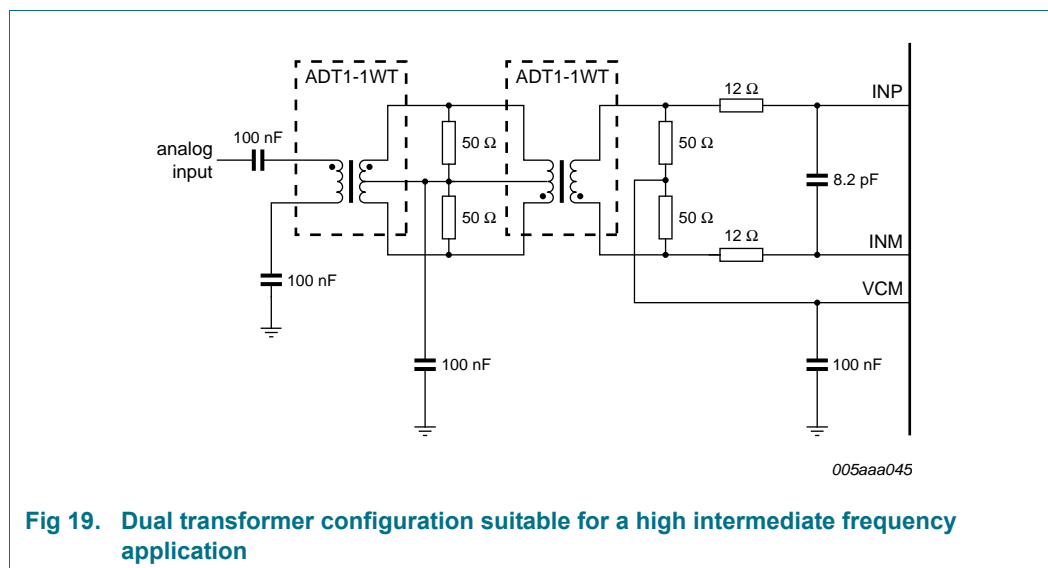 ADT1-1WT
ADT1-1WT
12 Ω
INP
100 nF
analog
input
50 Ω
50 Ω
8.2 pF
50 Ω
50 Ω
12 Ω
INM
100 nF
VCM
100 nF
100 nF
005aaa045
Fig 19. Dual transformer configuration suitable for a high intermediate frequency
application